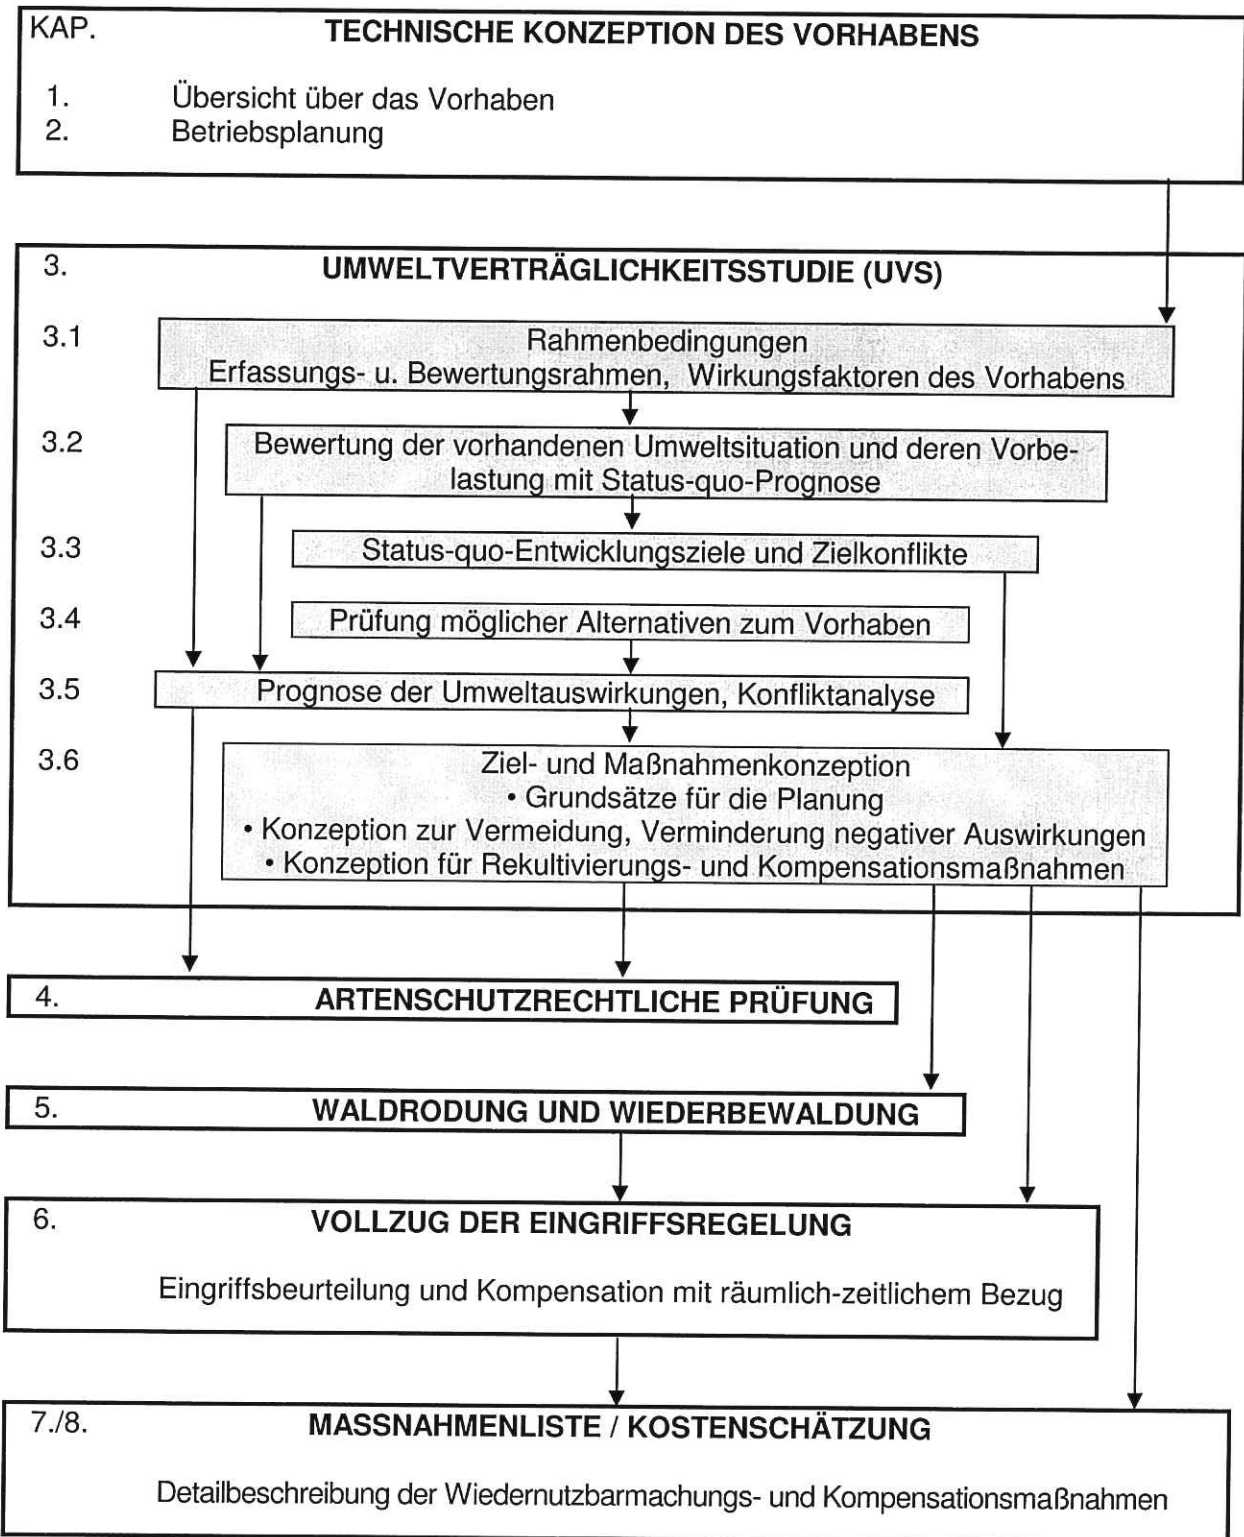 KAP. TECHNISCHE KONZEPTION DES VORHABENS
1. Übersicht über das Vorhaben
2. Betriebsplanung
3. UMWELTVERTRÄGLICHKEITSSTUDIE (UVS)
3.1 Rahmenbedingungen
Erfassungs- u. Bewertungsrahmen, Wirkungsfaktoren des Vorhabens
3.2 Bewertung der vorhandenen Umweltsituation und deren Vorbe-
lastung mit Status-quo-Prognose
3.3 Status-quo-Entwicklungsziele und Zielkonflikte
3.4 Prüfung möglicher Alternativen zum Vorhaben
3.5 Prognose der Umweltauswirkungen, Konfliktanalyse
3.6 Ziel- und Maßnahmenkonzeption
• Grundsätze für die Planung
• Konzeption zur Vermeidung, Verminderung negativer Auswirkungen
• Konzeption für Rekultivierungs- und Kompensationsmaßnahmen
4. ARTENSCHUTZRECHTLICHE PRÜFUNG
5. WALDRODUNG UND WIEDERBEWALDUNG
6. VOLLZUG DER EINGRIFFSREGELUNG
Eingriffsbeurteilung und Kompensation mit räumlich-zeitlichem Bezug
7./8. MASSNAHMENLISTE / KOSTENSCHÄTZUNG
Detailbeschreibung der Wiedernutzbarmachungs- und Kompensationsmaßnahmen